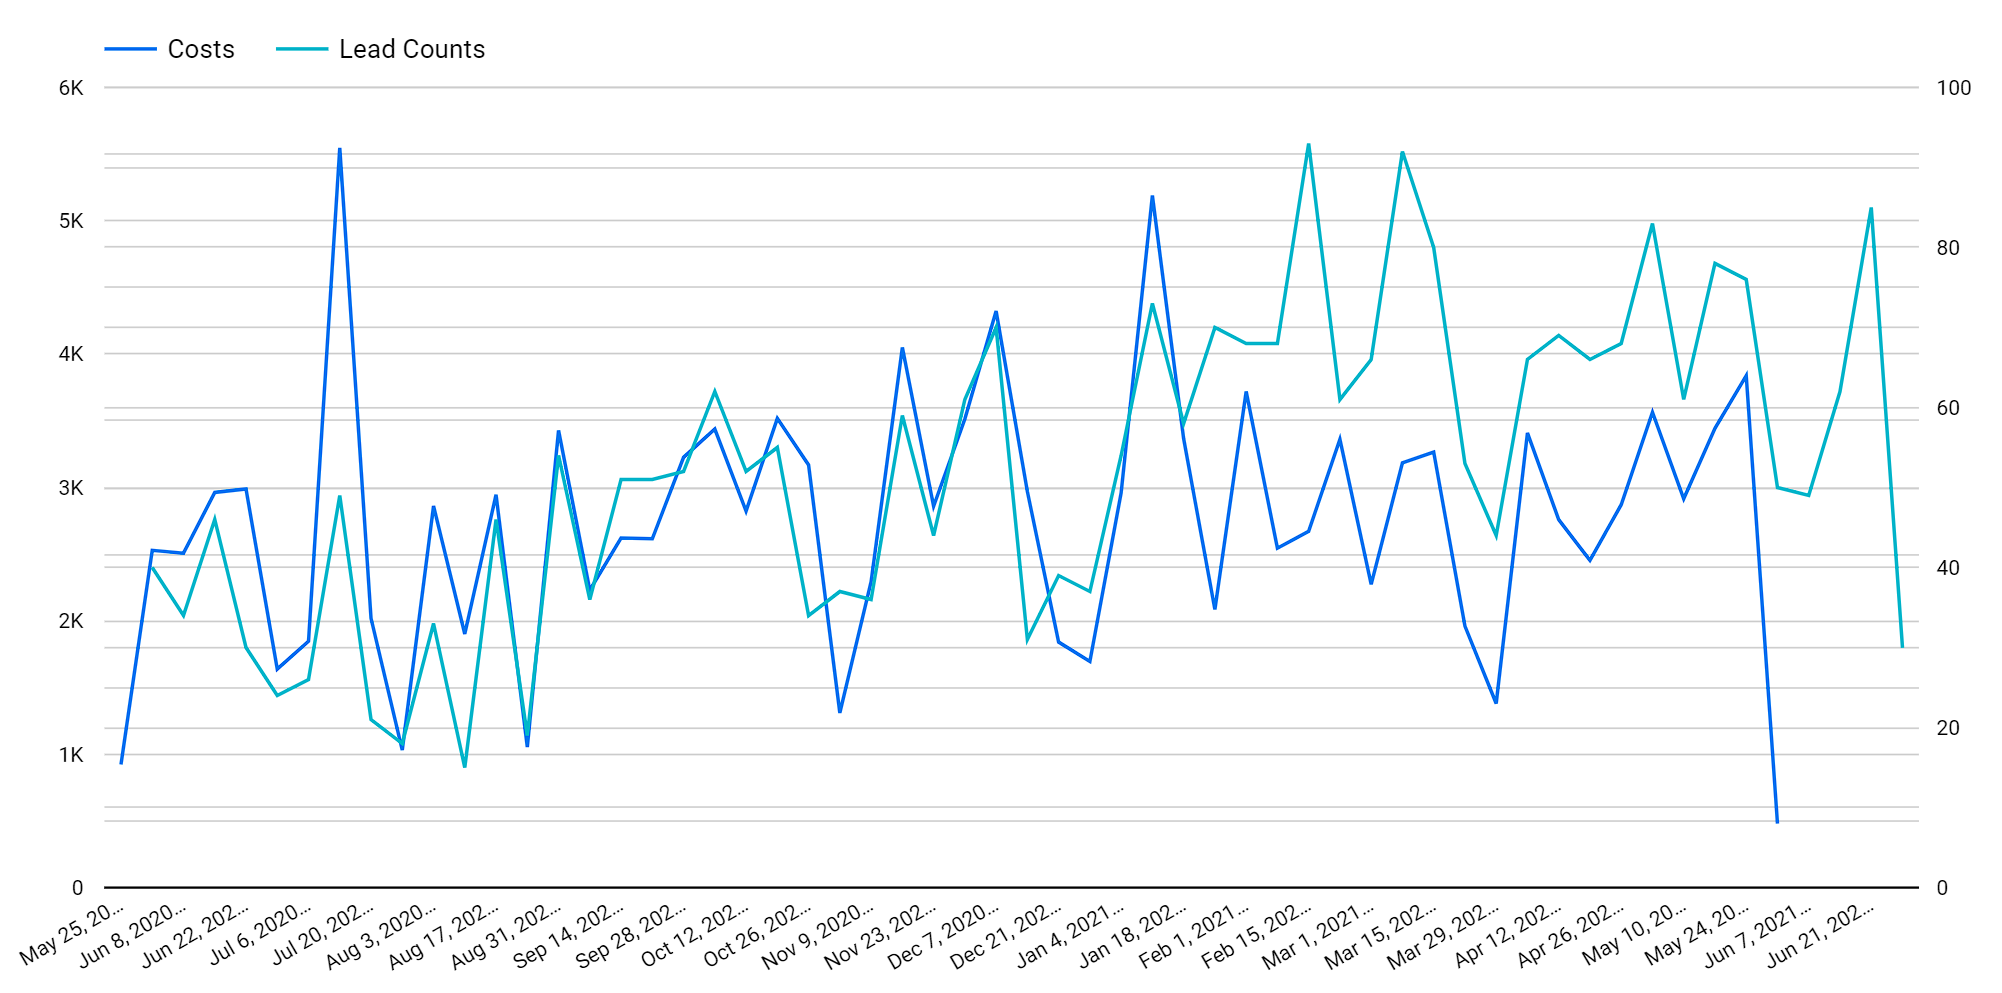 Costs Lead Counts
6K 100
5K
80
4K
60
3K
40
2K
20
1K
0 0
May 25, 20... Jun 8, 2020... Jun 22, 202... Jul 6, 2020... Jul 20, 202... Aug 3, 2020... Aug 17, 202... Aug 31, 202... Sep 14, 202... Sep 28, 202... Oct 12, 202... Oct 26, 202... Nov 9, 2020... Nov 23, 202... Dec 7, 2020... Dec 21, 202... Jan 4, 2021... Jan 18, 202... Feb 1, 2021... Feb 15, 202... Mar 1, 2021... Mar 15, 202... Mar 29, 202... Apr 12, 202... Apr 26, 202... May 10, 20... May 24, 20... Jun 7, 2021... Jun 21, 202...